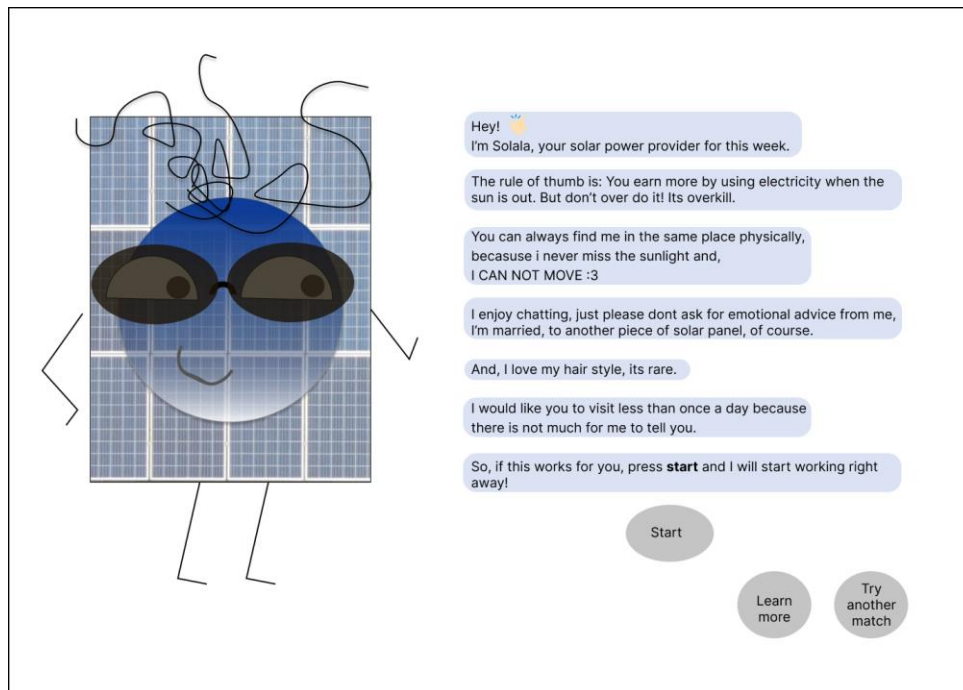 Hey! 👋🏻
I'm Solala, your solar power provider for this week.
The rule of thumb is: You earn more by using electricity when the
sun is out. But don't over do it! Its overkill.
You can always find me in the same place physically,
becasuse i never miss the sunlight and,
I CAN NOT MOVE :3
I enjoy chatting, just please dont ask for emotional advice from me,
I'm married, to another piece of solar panel, of course.
And, I love my hair style, its rare.
I would like you to visit less than once a day because
there is not much for me to tell you.
So, if this works for you, press start and I will start working right
away!
Start
Learn
more
Try
another
match